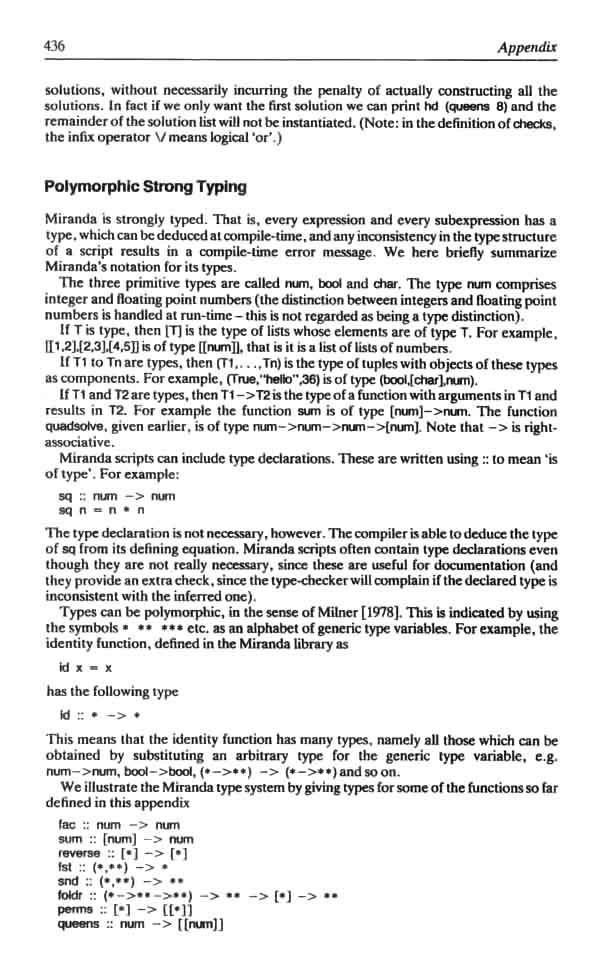 436 Appendix
solutions, without necessarily incurring the penalty of actually constructing all the
solutions. In fact if we only want the first solution we can print hd (queens 8) and the
remainder of the solution list will not be instantiated. (Note: in the definition of checks,
the infix operator \/ means logical ‘or’.)
Polymorphic Strong Typing
Miranda is strongly typed. That is, every expression and every subexpression has a
type, which can be deduced at compile-time, and any inconsistency in the type structure
of a script results in a compile-time error message. We here briefly summarize
Miranda’s notation for its types.
The three primitive types are called num, bool and char. The type num comprises
integer and floating point numbers (the distinction between integers and floating point
numbers is handled at run-time – this is not regarded as being a type distinction).
If T is type, then [T] is the type of lists whose elements are of type T. For example,
[[1,2],[2,3],[4,5]] is of type [[num]], that is it is a list of lists of numbers.
If T1 to Tn are types, then (T1,. . .,Tn) is the type of tuples with objects of these types
as components. For example, (True,"hello",36) is of type (bool,[char],num).
If T1 and T2 are types, then T1->T2 is the type of a function with arguments in T1 and
results in T2. For example the function sum is of type [num]->num. The function
quadsolve, given earlier, is of type num->num->num->[num]. Note that -> is right-
associative.
Miranda scripts can include type declarations. These are written using :: to mean ‘is
of type’. For example:
sq :: num -> num
sq n = n * n
The type declaration is not necessary, however. The compiler is able to deduce the type
of sq from its defining equation. Miranda scripts often contain type declarations even
though they are not really necessary, since these are useful for documentation (and
they provide an extra check, since the type-checker will complain if the declared type is
inconsistent with the inferred one).
Types can be polymorphic, in the sense of Milner [1978]. This is indicated by using
the symbols * ** *** etc. as an alphabet of generic type variables. For example, the
identity function, defined in the Miranda library as
id x = x
has the following type
id :: * -> *
This means that the identity function has many types, namely all those which can be
obtained by substituting an arbitrary type for the generic type variable, e.g.
num->num, bool->bool, (*->**) -> (*->**) and so on.
We illustrate the Miranda type system by giving types for some of the functions so far
defined in this appendix
fac :: num -> num
sum :: [num] -> num
reverse :: [*] -> [*]
fst :: (*,**) -> *
snd :: (*,**) -> **
foldr :: (*->**->**) -> ** -> [*] -> **
perms :: [*] -> [[*]]
queens :: num -> [[num]]